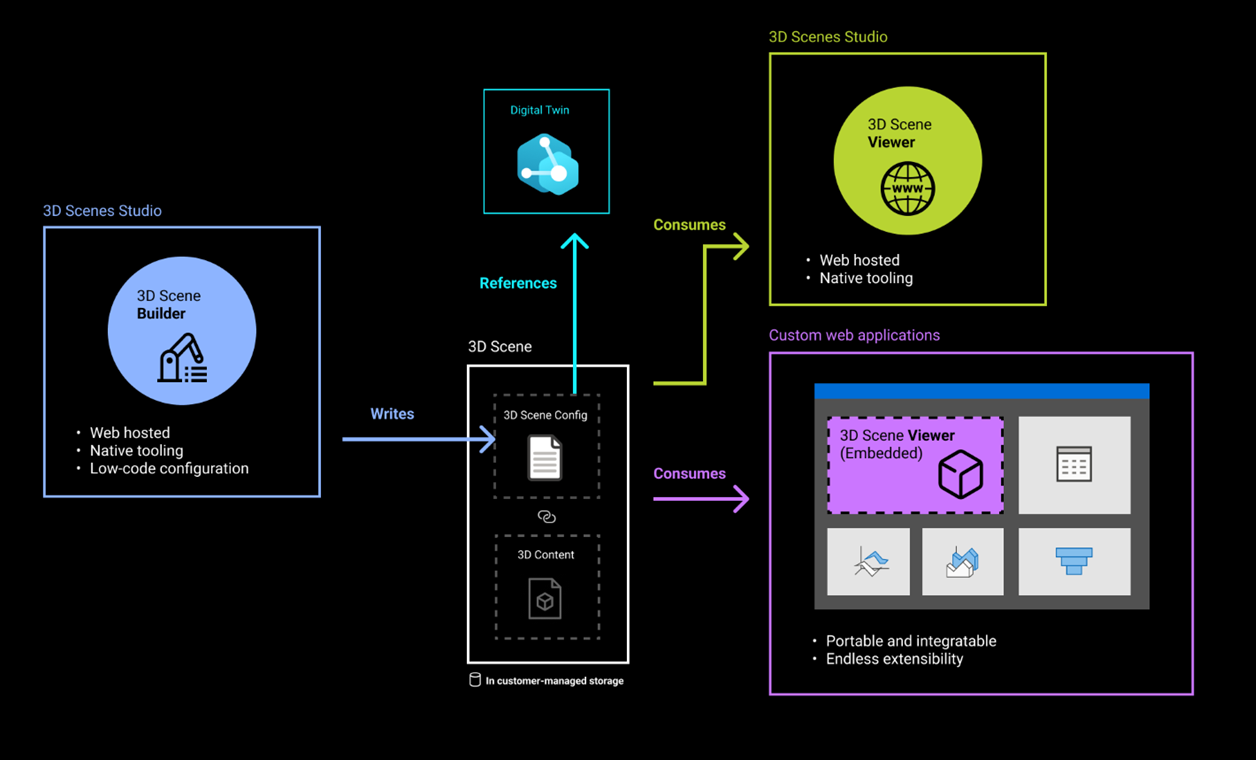 3D Scenes Studio
3D Scene
Builder
• Web hosted
• Native tooling
• Low-code configuration
Writes
Digital Twin
References
3D Scene
3D Scene Config
3D Content
In customer-managed storage
Consumes
3D Scenes Studio
3D Scene
Viewer
WWW
• Web hosted
• Native tooling
Consumes
Custom web applications
3D Scene Viewer
(Embedded)
• Portable and integratable
• Endless extensibility